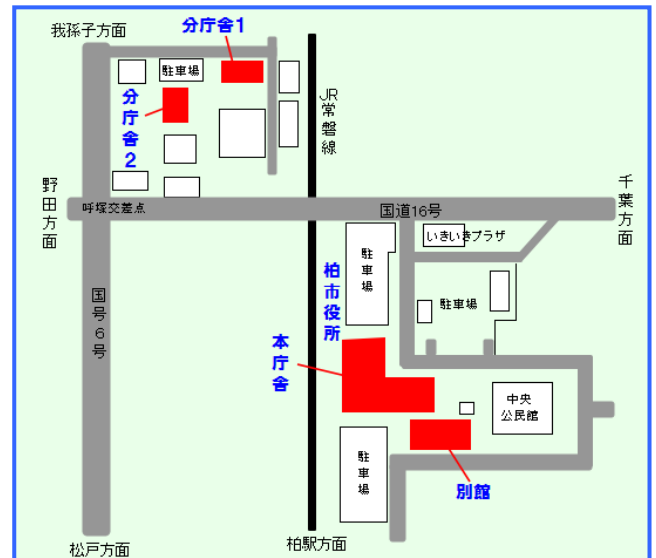 我孫子方面
分庁舎1
駐車場
分庁舎2
JR常磐線
野田方面
千葉方面
呼塚交差点
国道16号
いきいきプラザ
駐車場
柏市役所
駐車場
国号6号
本庁舎
中央
公民館
駐車場
別館
松戸方面
柏駅方面